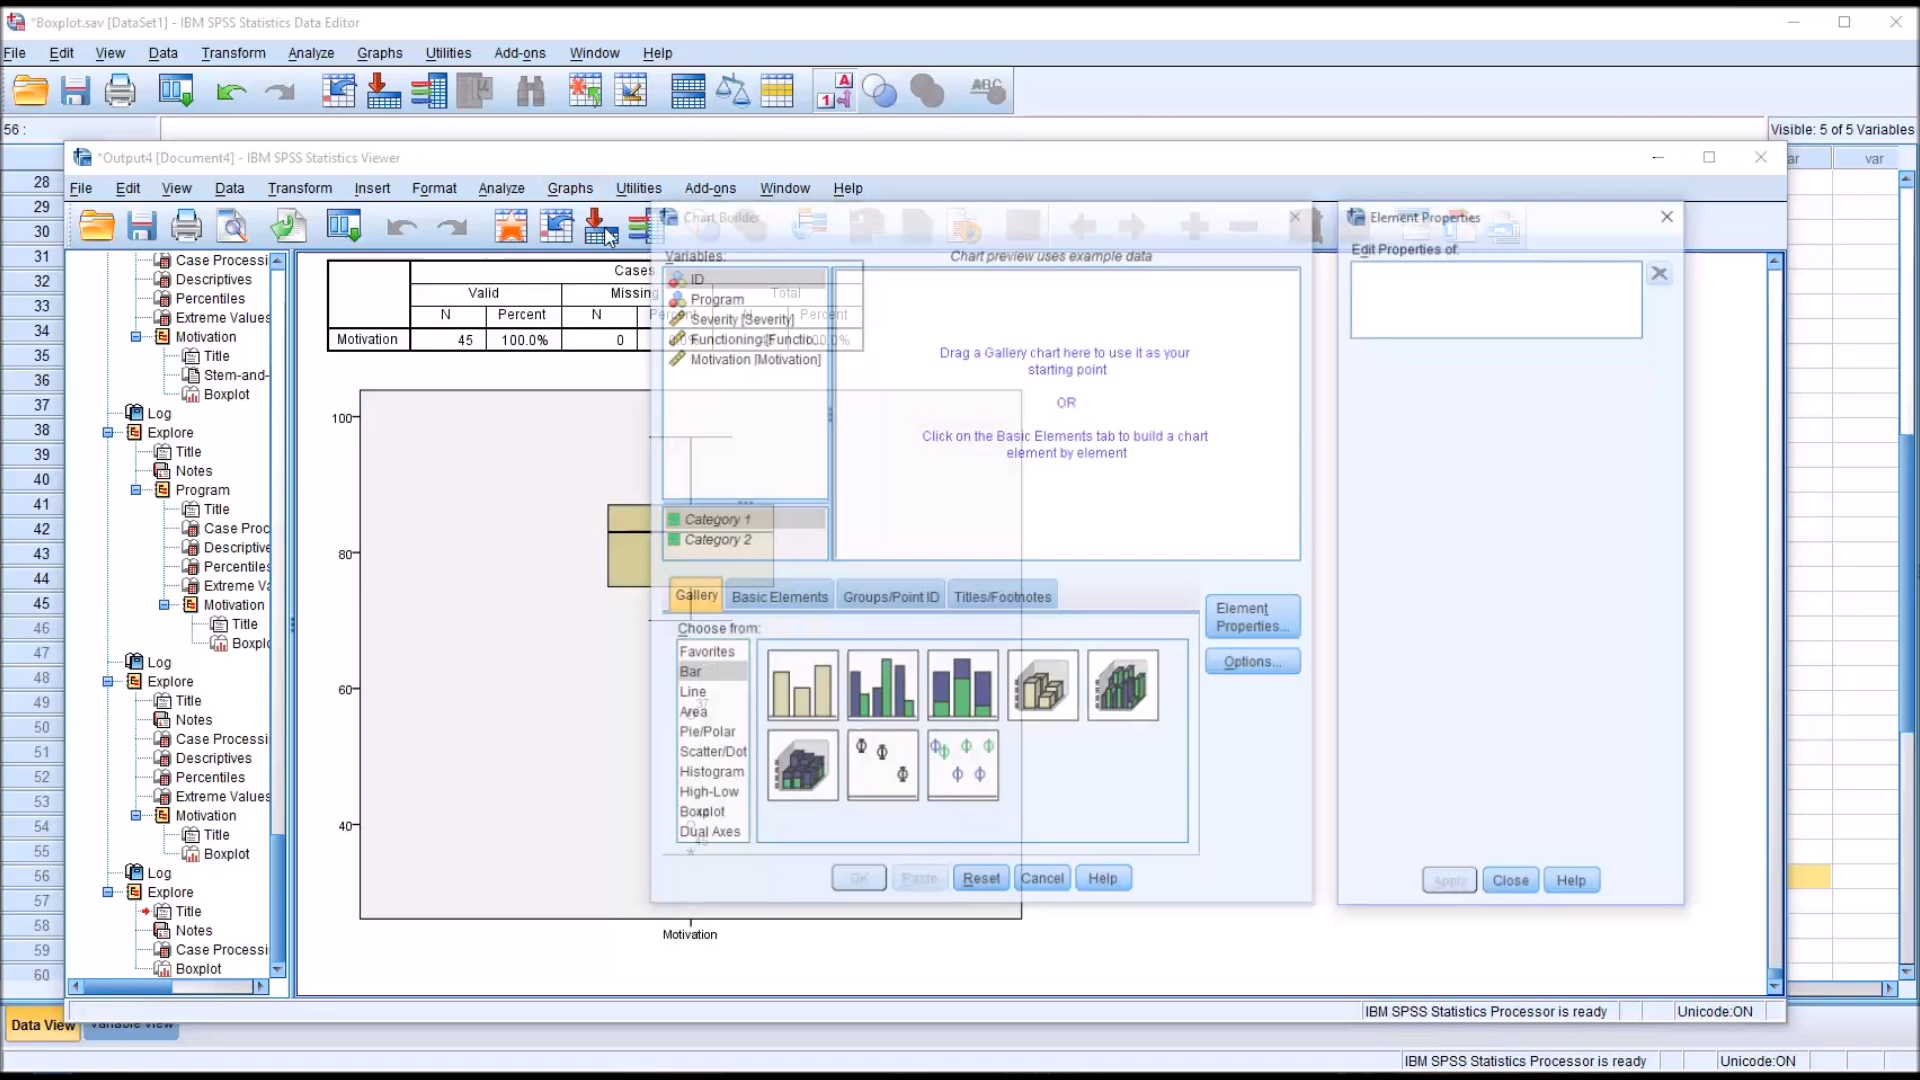 *Boxplot.sav [DataSet1] - IBM SPSS Statistics Data Editor
File Edit View Data Transform Analyze Graphs Utilities Add-ons Window Help
56 :
Visible: 5 of 5 Variables
var
28
29
30
31
32
33
34
35
36
37
38
39
40
41
42
43
44
45
46
47
48
49
50
51
52
53
54
55
56
57
58
59
60
*Output4 [Document4] - IBM SPSS Statistics Viewer
File Edit View Data Transform Insert Format Analyze Graphs Utilities Add-ons Window Help
Case Processi
Descriptives
Percentiles
Extreme Values
Motivation
Title
Stem-and-
Boxplot
Log
Explore
Title
Notes
Program
Title
Case Proc
Descriptive
Percentiles
Extreme Va
Motivation
Title
Boxplo
Log
Explore
Title
Notes
Case Processi
Descriptives
Percentiles
Extreme Values
Motivation
Title
Boxplot
Log
Explore
Title
Notes
Case Processi
Boxplot
Cases
Valid Missing Total
N Percent N Percent N Percent
Motivation 45 100.0% 0
100
80
60
40
Motivation
Chart Builder
Variables:
Chart preview uses example data
ID
Program
Severity [Severity]
Functioning [Functio...
Motivation [Motivation]
Category 1
Category 2
Drag a Gallery chart here to use it as your
starting point
OR
Click on the Basic Elements tab to build a chart
element by element
Gallery Basic Elements Groups/Point ID Titles/Footnotes
Choose from:
Favorites
Bar
Line
Area
Pie/Polar
Scatter/Dot
Histogram
High-Low
Boxplot
Dual Axes
Element
Properties...
Options...
OK Paste Reset Cancel Help
Element Properties
Edit Properties of:
Apply Close Help
IBM SPSS Statistics Processor is ready Unicode:ON
Data View Variable View
IBM SPSS Statistics Processor is ready Unicode:ON